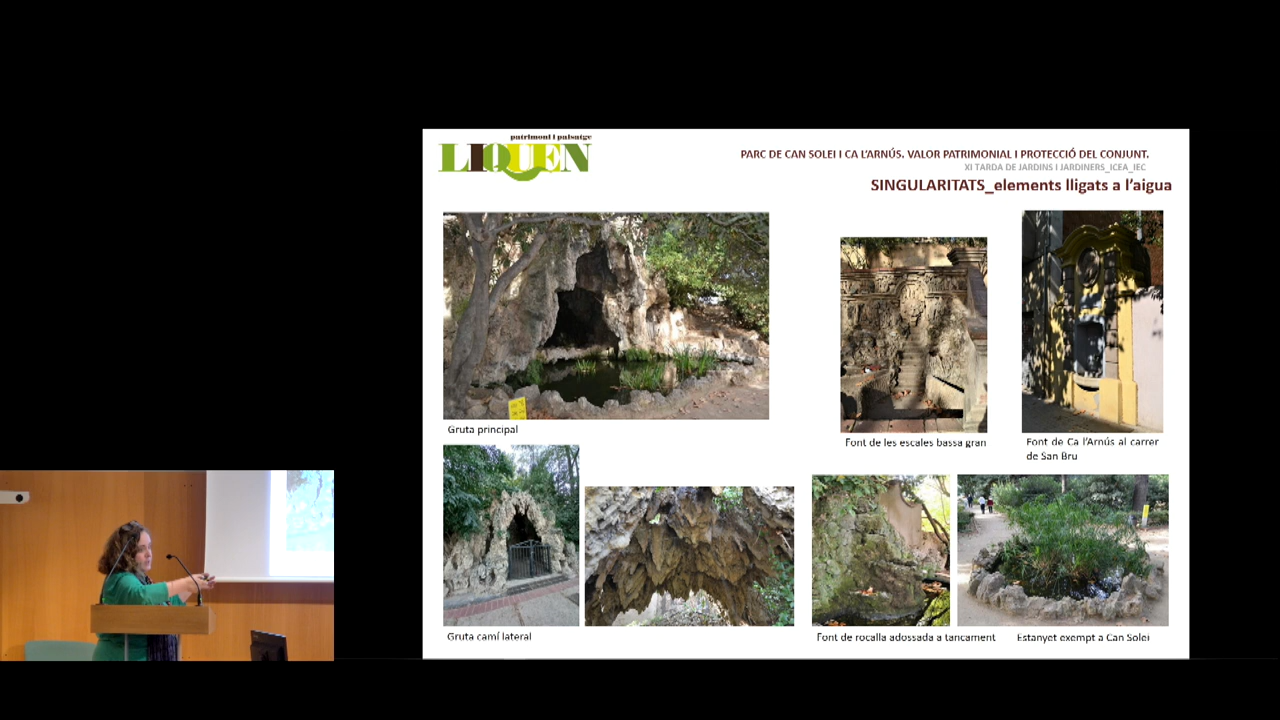 patrimoni i paisatge
LIQUEN
PARC DE CAN SOLEI I CA L'ARNÚS. VALOR PATRIMONIAL I PROTECCIÓ DEL CONJUNT.
XI TARDA DE JARDINS I JARDINERS_ICEA_IEC
SINGULARITATS_elements lligats a l'aigua
Gruta principal
Font de les escales bassa gran
Font de Ca l'Arnús al carrer
de San Bru
Gruta camí lateral
Font de rocalla adossada a tancament
Estanyet exempt a Can Solei